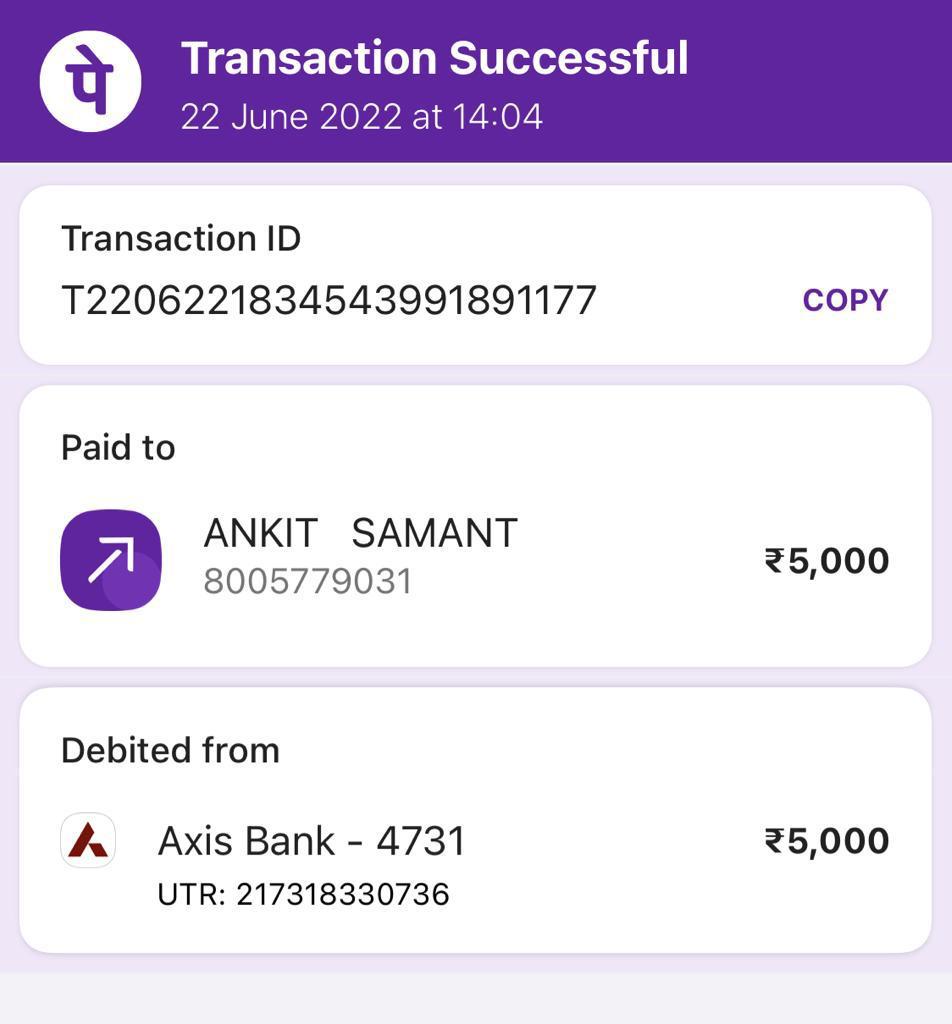 पे
Transaction Successful
22 June 2022 at 14:04
Transaction ID
T2206221834543991891177
COPY
Paid to
ANKIT   SAMANT
8005779031
₹5,000
Debited from
Axis Bank - 4731
₹5,000
UTR: 217318330736